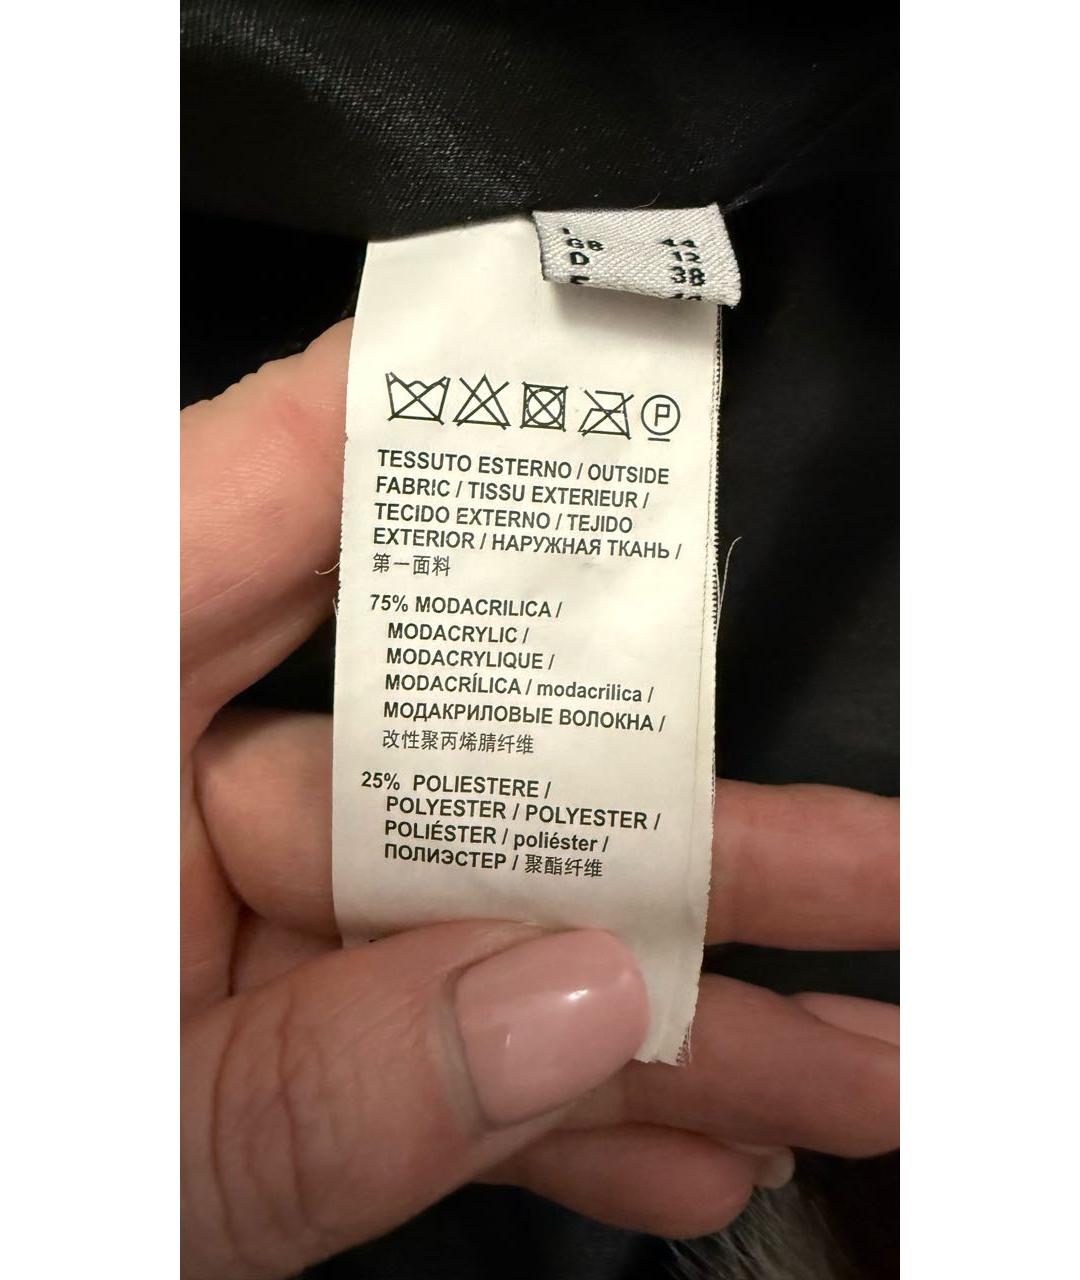 I 44
GB 12
D 38
TESSUTO ESTERNO / OUTSIDE
FABRIC / TISSU EXTERIEUR /
TECIDO EXTERNO / TEJIDO
EXTERIOR / НАРУЖНАЯ ТКАНЬ /
第一面料
75% MODACRILICA /
MODACRYLIC /
MODACRYLIQUE /
MODACRÍLICA / modacrilica /
МОДАКРИЛОВЫЕ ВОЛОКНА /
改性聚丙烯腈纤维
25% POLIESTERE /
POLYESTER / POLYESTER /
POLIÉSTER / poliéster /
ПОЛИЭСТЕР / 聚酯纤维